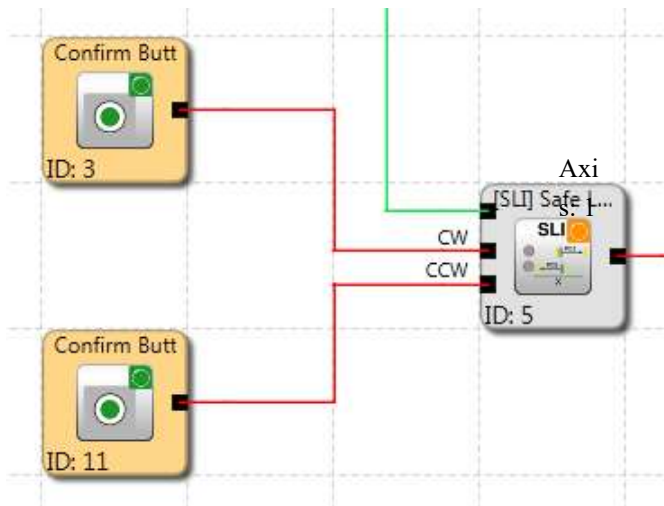 Confirm Butt
ID: 3
Axi
s: 1
[SLI] Safe L...
SLI
CW
CCW
ID: 5
Confirm Butt
ID: 11